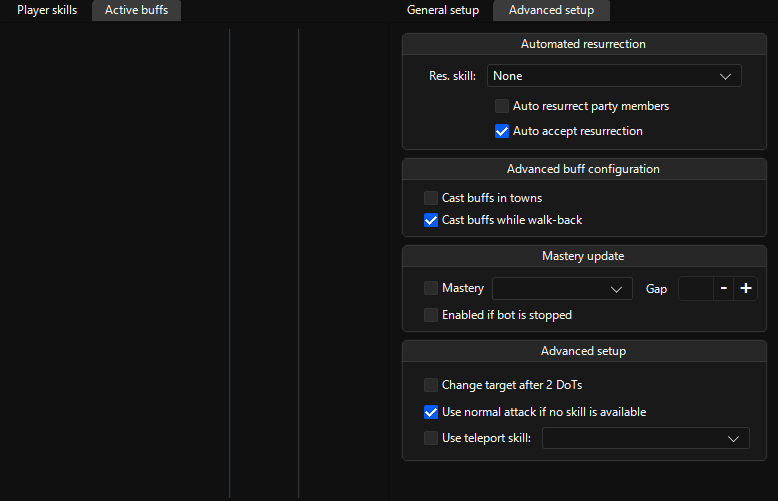 Player skills
Active buffs
General setup
Advanced setup
Automated resurrection
Res. skill:
None
Auto resurrect party members
Auto accept resurrection
Advanced buff configuration
Cast buffs in towns
Cast buffs while walk-back
Mastery update
Mastery
Gap
- +
Enabled if bot is stopped
Advanced setup
Change target after 2 DoTs
Use normal attack if no skill is available
Use teleport skill: